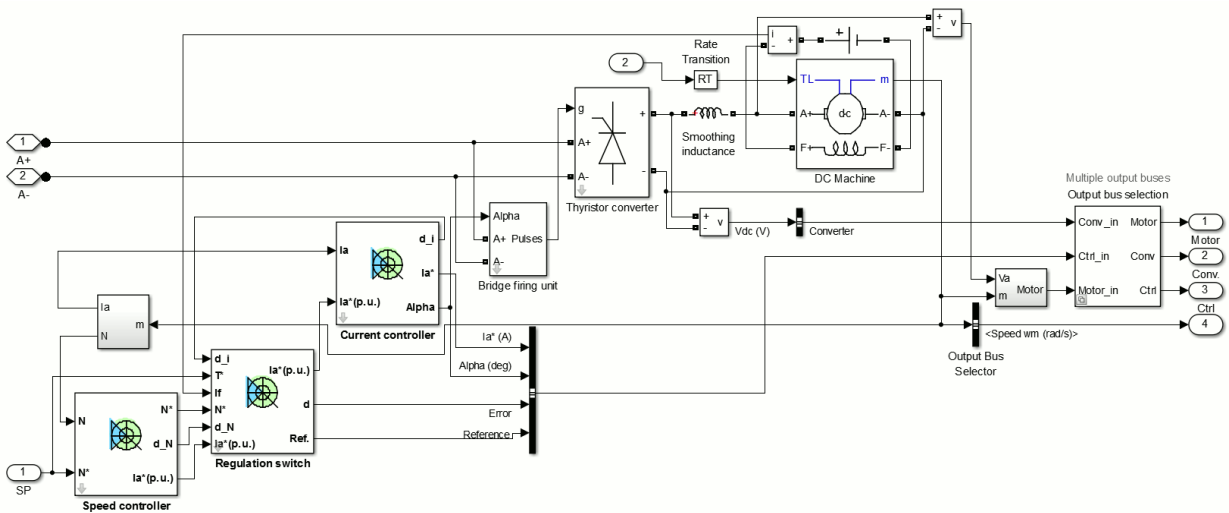 +
-
v
i
+
-
+
Rate
Transition
2
RT
TL
m
g
A+
dc
A-
+
1
A+
A+
Smoothing
inductance
F+
F-
DC Machine
2
A-
A-
-
Thyristor converter
Multiple output buses
Output bus selection
Alpha
A+
Pulses
A-
Bridge firing unit
+
-
v
Vdc (V)
Converter
Conv_in
Motor
1
Motor
Ctrl_in
Conv
2
Conv.
Motor_in
Ctrl
3
Ctrl
d_i
Ia
Ia*
Ia*(p.u.)
Alpha
Current controller
Va
m
Motor
Ia
m
N
<Speed wm (rad/s)>
4
Output Bus
Selector
Ia* (A)
Alpha (deg)
Error
Reference
d_i
T*
Ia*(p.u.)
If
N*
d
d_N
Ref.
Ia*(p.u.)
Regulation switch
N
N*
d_N
N*
Ia*(p.u.)
Speed controller
1
SP